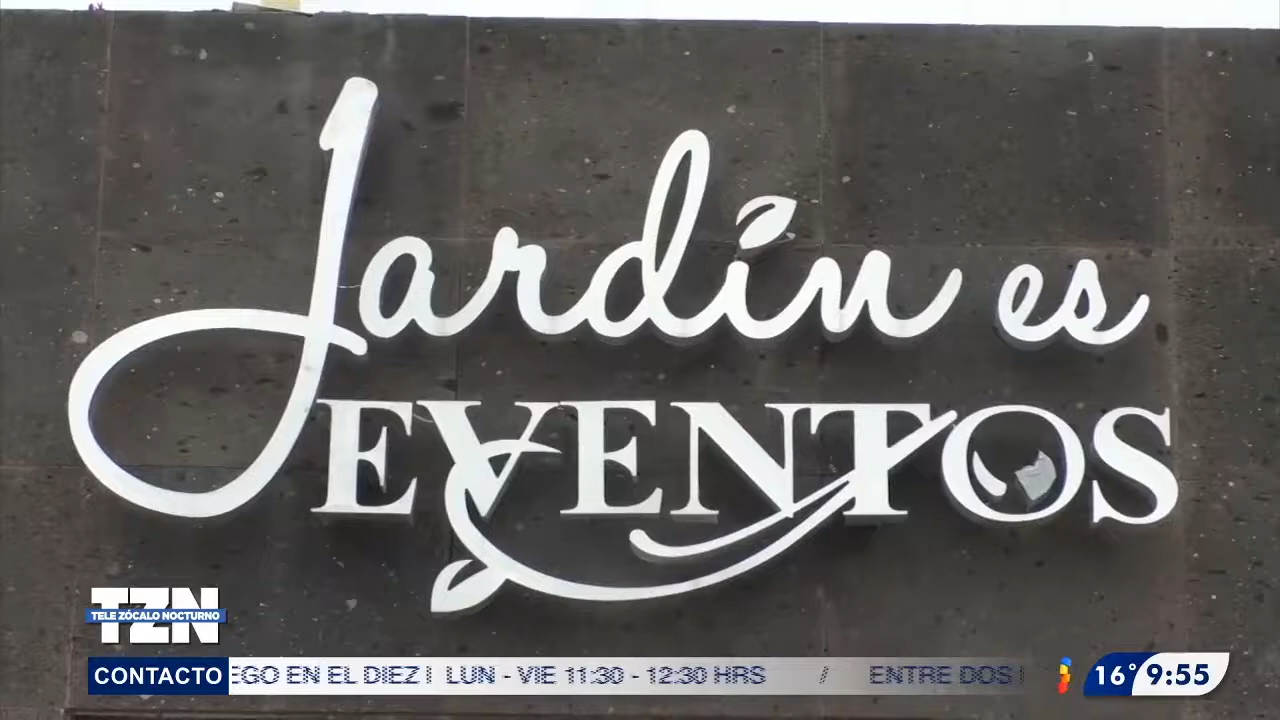 Jardín es
EVENTOS
TZN
TELE ZÓCALO NOCTURNO
CONTACTO
EGO EN EL DIEZ | LUN - VIE 11:30 - 12:30 HRS / ENTRE DOS
16° 9:55